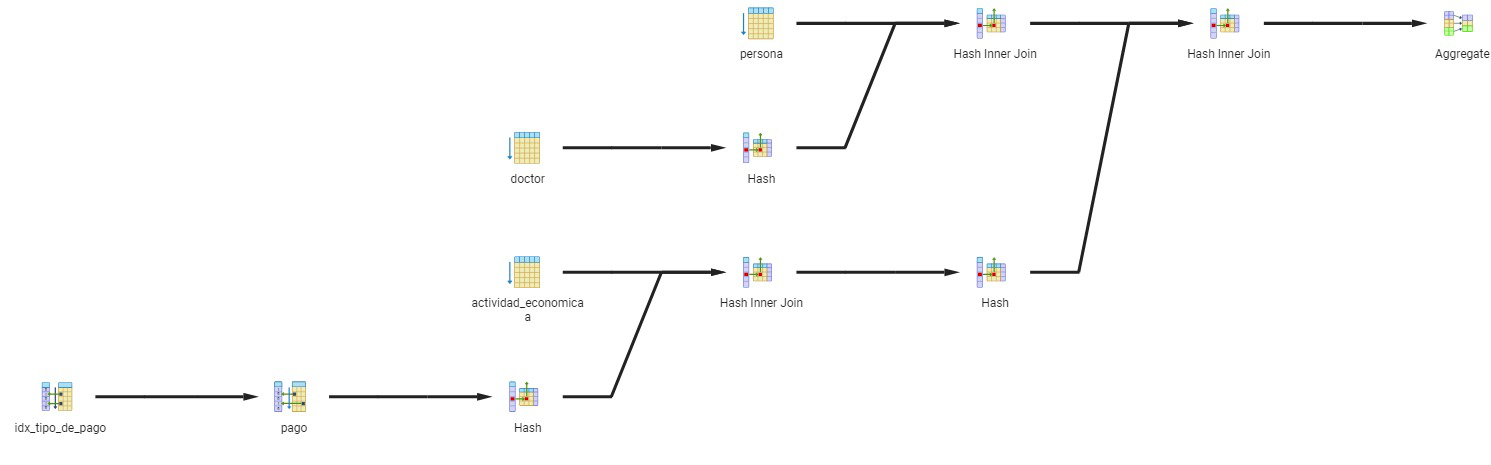 persona
Hash Inner Join
Hash Inner Join
Aggregate
doctor
Hash
actividad_economica
a
Hash Inner Join
Hash
idx_tipo_de_pago
pago
Hash